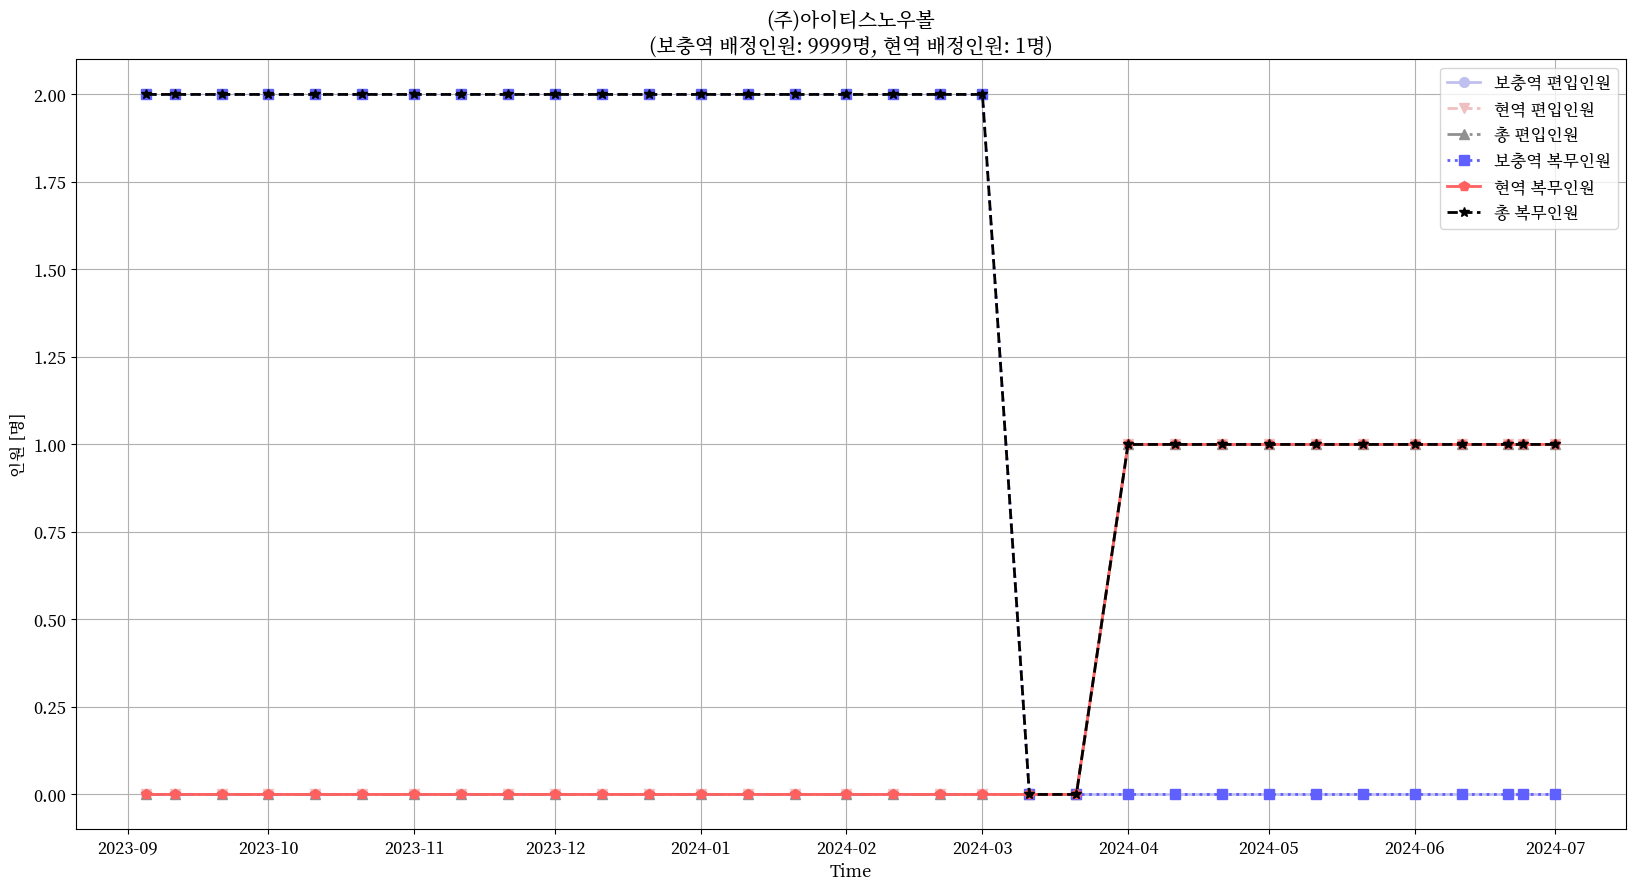 (주)아이티스노우볼
(보충역 배정인원: 9999명, 현역 배정인원: 1명)
보충역 편입인원
현역 편입인원
총 편입인원
보충역 복무인원
현역 복무인원
총 복무인원
인원 [명]
2.00
1.75
1.50
1.25
1.00
0.75
0.50
0.25
0.00
2023-09 2023-10 2023-11 2023-12 2024-01 2024-02 2024-03 2024-04 2024-05 2024-06 2024-07
Time